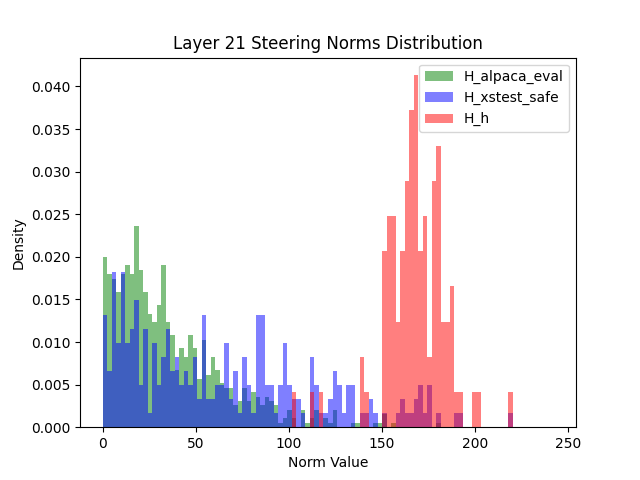 Layer 21 Steering Norms Distribution
H_alpaca_eval
H_xstest_safe
H_h
0.040
0.035
0.030
0.025
0.020
0.015
0.010
0.005
0.000
Density
0
50
100
150
200
250
Norm Value